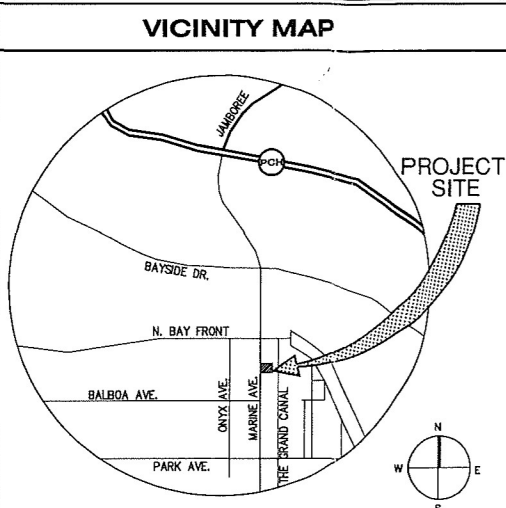 VICINITY MAP
JAMBOREE
PCH
PROJECT
SITE
BAYSIDE DR.
N. BAY FRONT
ONYX AVE.
MARINE AVE.
THE GRAND CANAL
BALBOA AVE.
PARK AVE.
N
W
E
S